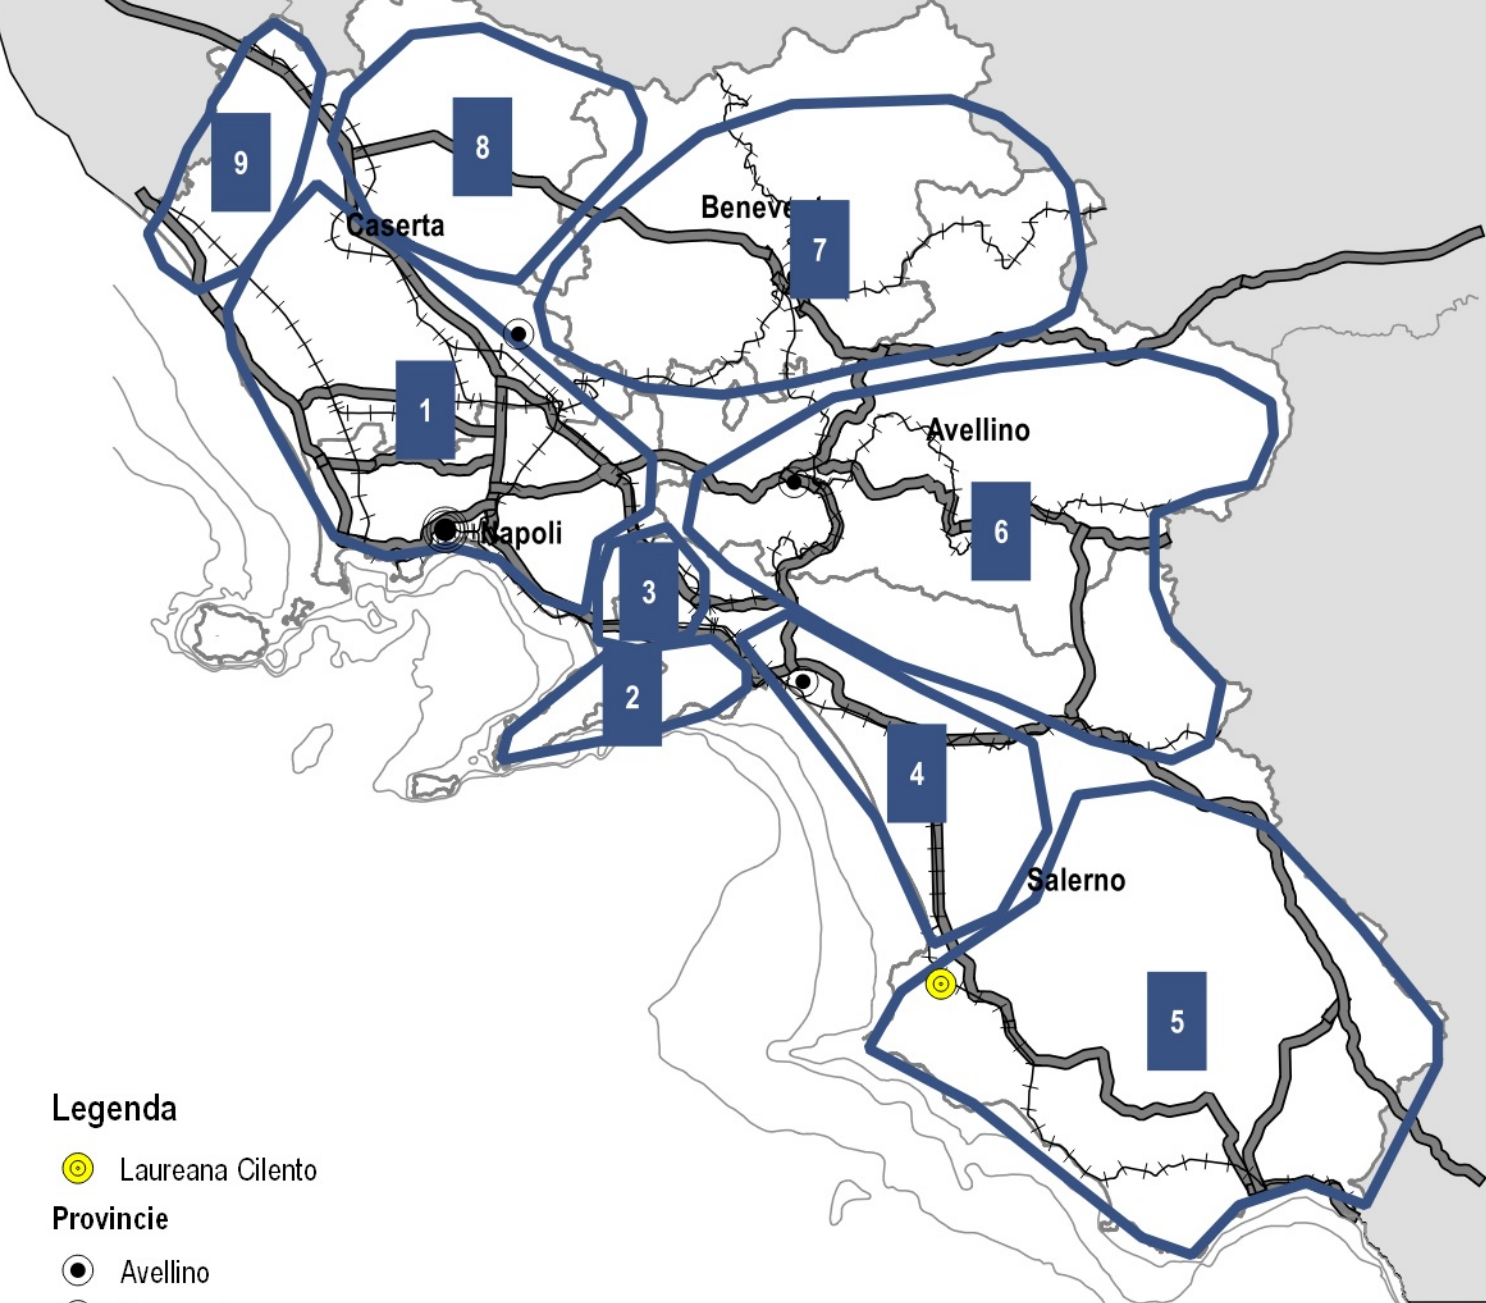 9
8
7
Caserta
Beneve
1
Avellino
Napoli
6
3
2
4
Salerno
5
Legenda
Laureana Cilento
Provincie
Avellino